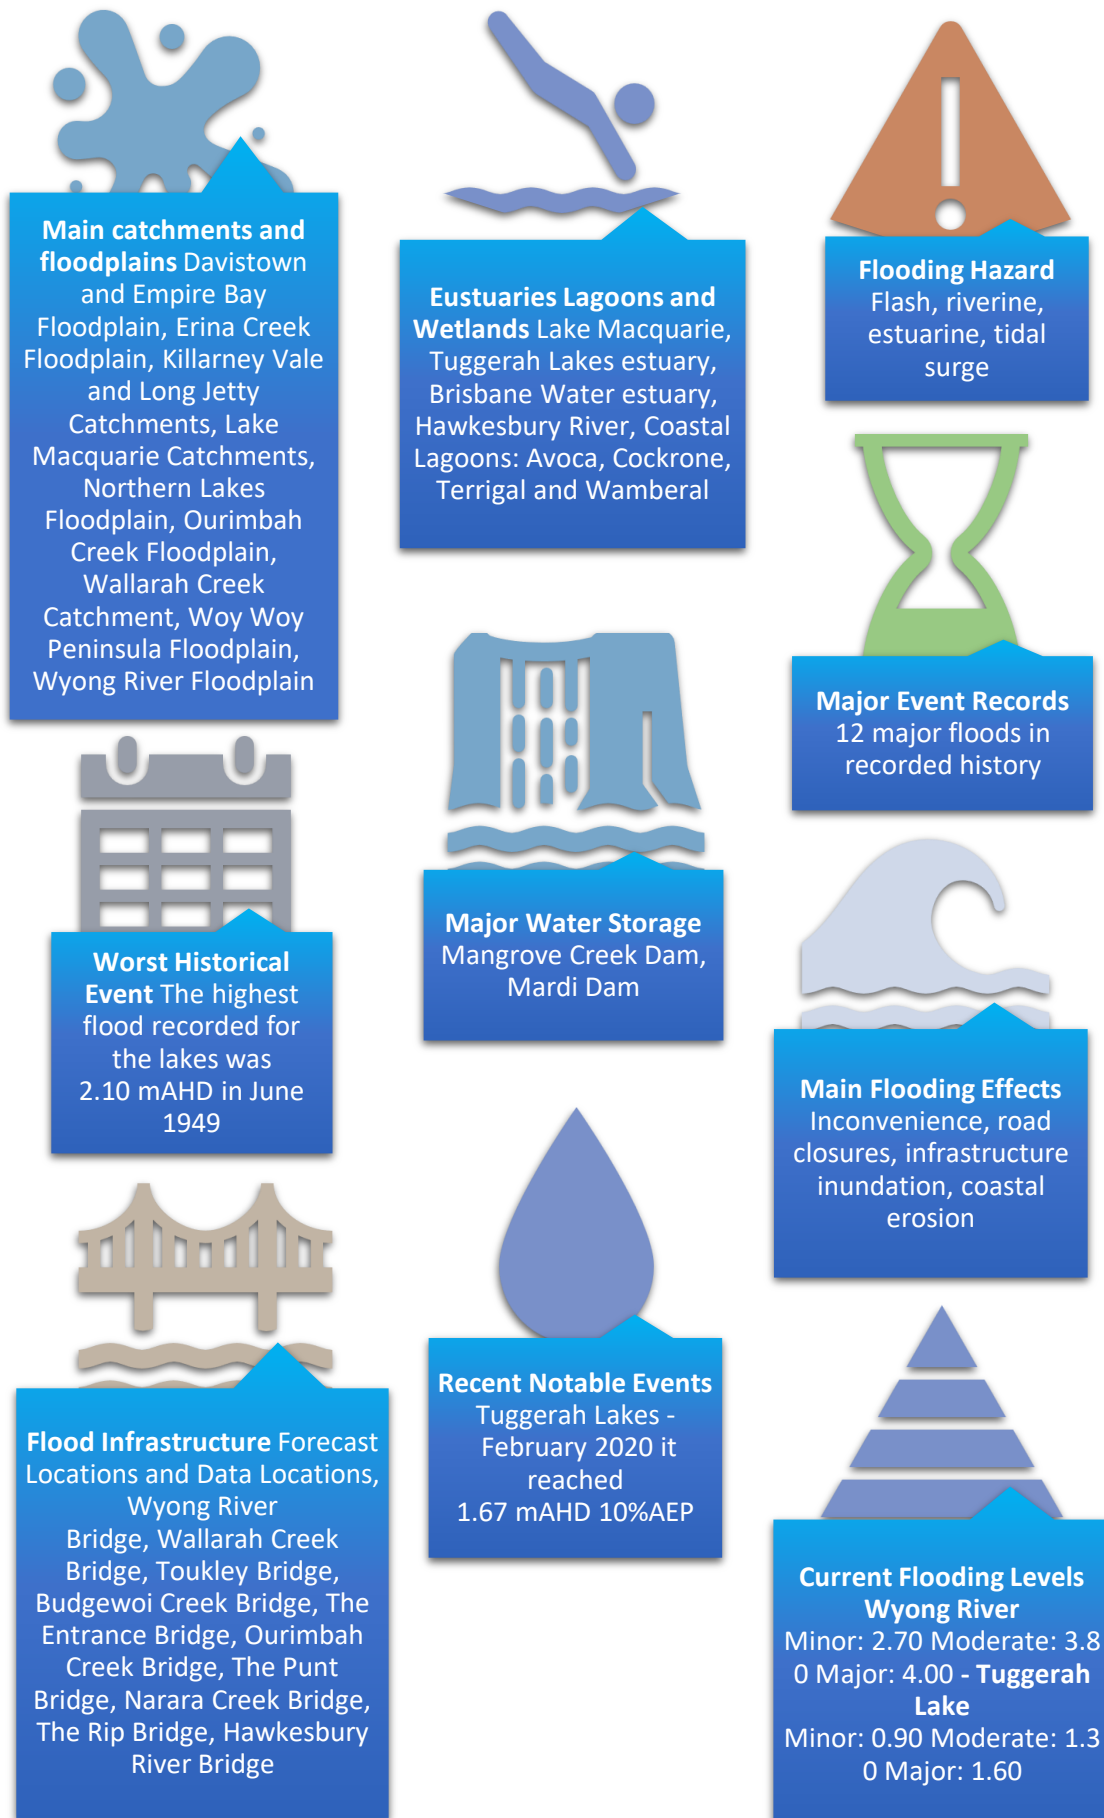 Main catchments and
floodplains Davistown
and Empire Bay
Floodplain, Erina Creek
Floodplain, Killarney Vale
and Long Jetty
Catchments, Lake
Macquarie Catchments,
Northern Lakes
Floodplain, Ourimbah
Creek Floodplain,
Wallarah Creek
Catchment, Woy Woy
Peninsula Floodplain,
Wyong River Floodplain
Eustuaries Lagoons and
Wetlands Lake Macquarie,
Tuggerah Lakes estuary,
Brisbane Water estuary,
Hawkesbury River, Coastal
Lagoons: Avoca, Cockrone,
Terrigal and Wamberal
Flooding Hazard
Flash, riverine,
estuarine, tidal
surge
Major Event Records
12 major floods in
recorded history
Worst Historical
Event The highest
flood recorded for
the lakes was
2.10 mAHD in June
1949
Major Water Storage
Mangrove Creek Dam,
Mardi Dam
Main Flooding Effects
Inconvenience, road
closures, infrastructure
inundation, coastal
erosion
Flood Infrastructure Forecast
Locations and Data Locations,
Wyong River
Bridge, Wallarah Creek
Bridge, Toukley Bridge,
Budgewoi Creek Bridge, The
Entrance Bridge, Ourimbah
Creek Bridge, The Punt
Bridge, Narara Creek Bridge,
The Rip Bridge, Hawkesbury
River Bridge
Recent Notable Events
Tuggerah Lakes -
February 2020 it
reached
1.67 mAHD 10%AEP
Current Flooding Levels
Wyong River
Minor: 2.70 Moderate: 3.8
0 Major: 4.00 - Tuggerah
Lake
Minor: 0.90 Moderate: 1.3
0 Major: 1.60